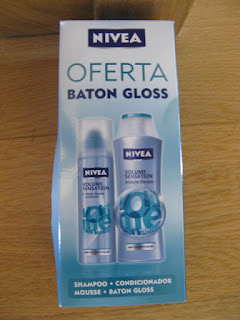 NIVEA
OFERTA
BATON GLOSS
NIVEA
VOLUME
SENSATION
NIVEA
VOLUME
SENSATION
SHAMPOO • CONDICIONADOR
MOUSSE • BATON GLOSS